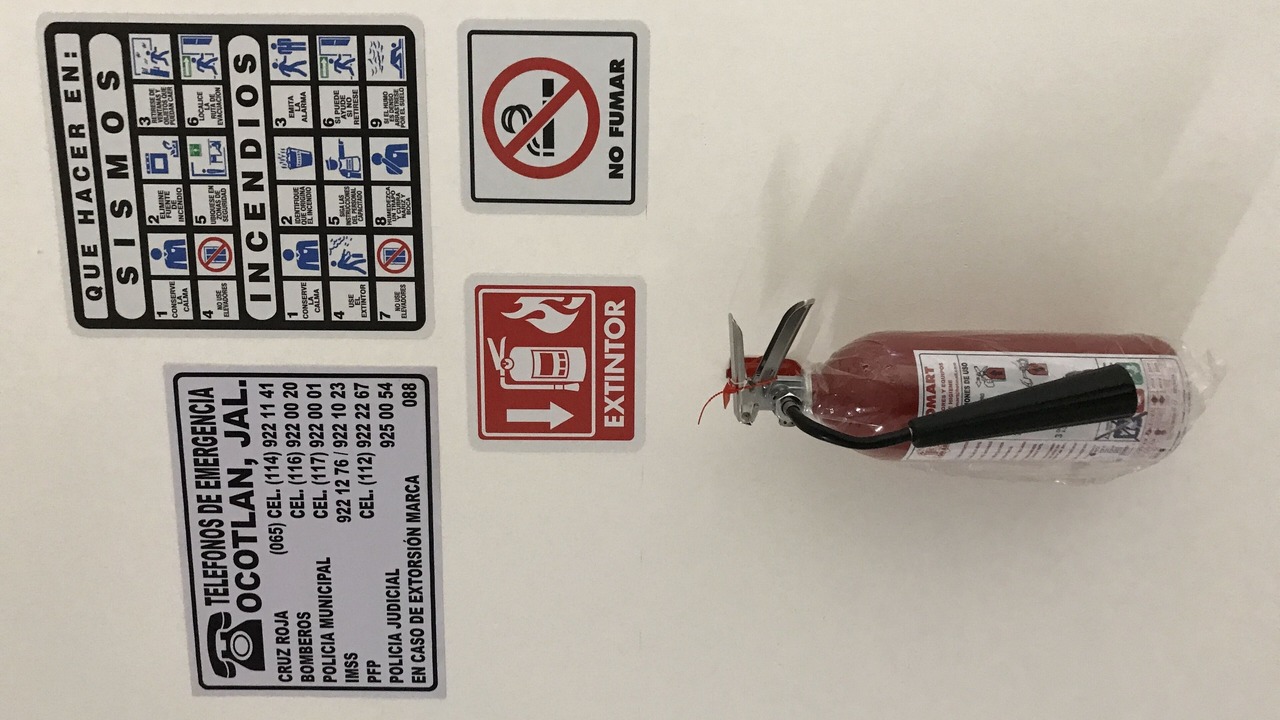 QUE HACER EN:
SISMOS
1 CONSERVE LA CALMA
2 ELIMINE FUENTE DE INCENDIO
3 RETIRESE DE VENTANAS Y OBJETOS QUE PUEDAN CAER
4 NO USE ELEVADORES
5 UBIQUESE EN ZONAS DE SEGURIDAD
6 LOCALICE LA RUTA DE EVACUACION
INCENDIOS
1 CONSERVE LA CALMA
2 IDENTIFIQUE QUE ORIGINA EL INCENDIO
3 EMITA LA ALARMA
4 USE EL EXTINTOR
5 SIGA LAS INSTRUCCIONES DEL PERSONAL CAPACITADO
6 SI PUEDE AYUDE SI NO RETIRESE
7 NO USE ELEVADORES
8 HUMEDEZCA UN TRAPO Y CUBRA NARIZ Y BOCA
9 SI EL HUMO ES DENSO ARRASTRESE POR EL SUELO
NO FUMAR
TELEFONOS DE EMERGENCIA
OCOTLAN, JAL.
CRUZ ROJA (065) CEL. (114) 922 11 41
BOMBEROS CEL. (116) 922 00 20
POLICIA MUNICIPAL CEL. (117) 922 00 01
IMSS 922 12 76 / 922 10 23
PFP CEL. (112) 922 22 67
POLICIA JUDICIAL 925 00 54
EN CASO DE EXTORSIÓN MARCA 088
EXTINTOR